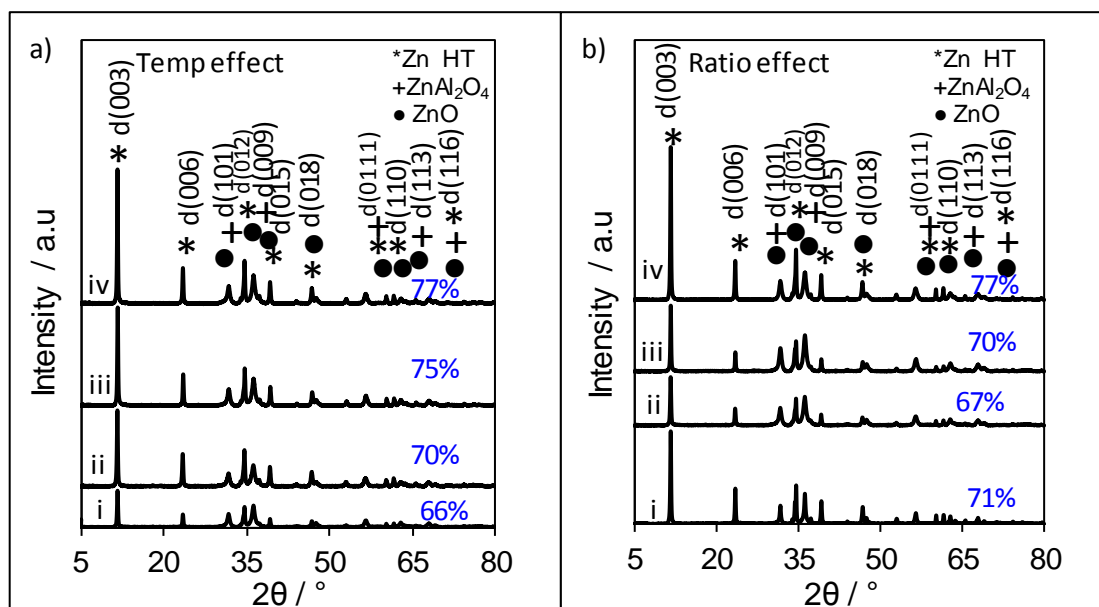 a)
Temp effect
*Zn HT
+ZnAl₂O₄
● ZnO
* d(003)
* d(006)
● + d(101)
● * d(012)
● + d(009)
* d(015)
* ● d(018)
● * + d(0111)
● * d(110)
● + d(113)
● + * d(116)
iv
77%
iii
75%
ii
70%
i
66%
Intensity / a.u
5 20 35 50 65 80
2θ / °
b)
Ratio effect
*Zn HT
+ZnAl₂O₄
● ZnO
* d(003)
* d(006)
● + d(101)
● * d(012)
● + d(009)
* d(015)
* ● d(018)
● * + d(0111)
● * d(110)
● + d(113)
● + * d(116)
iv
77%
iii
70%
ii
67%
i
71%
Intensity / a.u
5 20 35 50 65 80
2θ / °